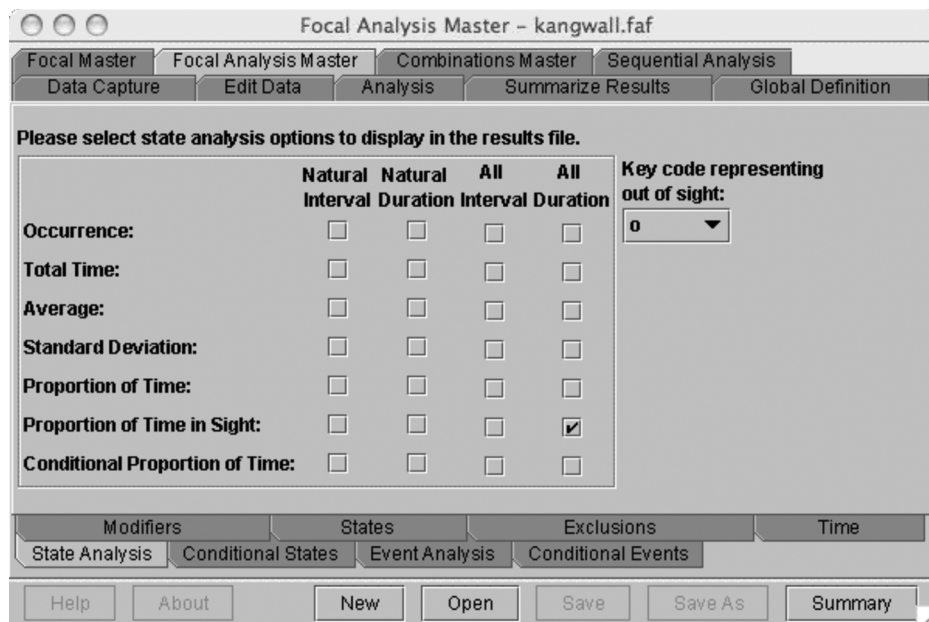 Focal Analysis Master – kangwall.faf
Focal Master Focal Analysis Master Combinations Master Sequential Analysis
Data Capture Edit Data Analysis Summarize Results Global Definition
Please select state analysis options to display in the results file.
Natural Natural All All
Interval Duration Interval Duration
Key code representing
out of sight:
o
Occurrence:
Total Time:
Average:
Standard Deviation:
Proportion of Time:
Proportion of Time in Sight:
Conditional Proportion of Time:
Modifiers States Exclusions Time
State Analysis Conditional States Event Analysis Conditional Events
Help About New Open Save Save As Summary